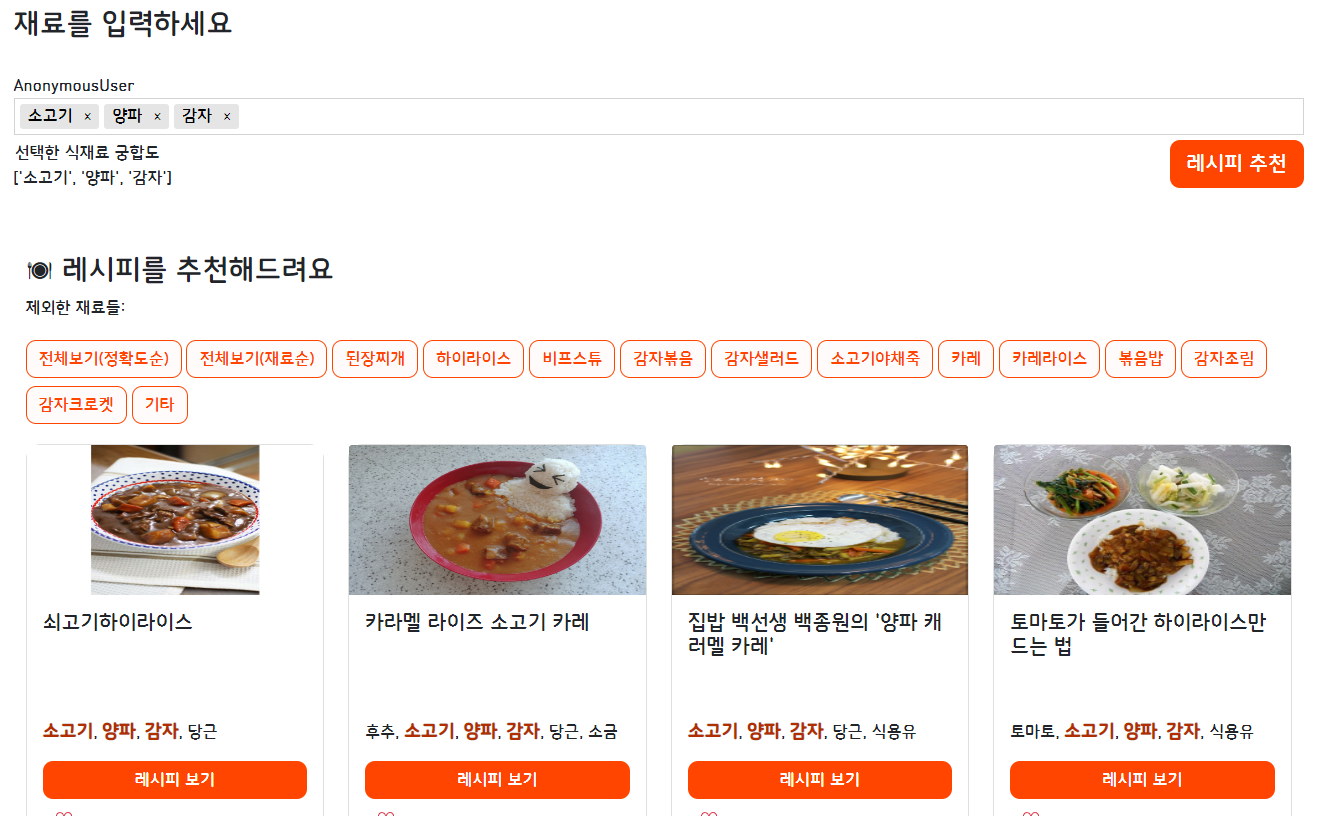 재료를 입력하세요
AnonymousUser
소고기 × 양파 × 감자 ×
선택한 식재료 궁합도
['소고기', '양파', '감자']
레시피 추천
🍽 레시피를 추천해드려요
제외한 재료들:
전체보기(정확도순) 전체보기(재료순) 된장찌개 하이라이스 비프스튜 감자볶음 감자샐러드 소고기야채죽 카레 카레라이스 볶음밥 감자조림
감자크로켓 기타
쇠고기하이라이스
카라멜 라이즈 소고기 카레
집밥 백선생 백종원의 '양파 캐
러멜 카레'
토마토가 들어간 하이라이스만
드는 법
소고기, 양파, 감자, 당근
후추, 소고기, 양파, 감자, 당근, 소금
소고기, 양파, 감자, 당근, 식용유
토마토, 소고기, 양파, 감자, 식용유
레시피 보기
레시피 보기
레시피 보기
레시피 보기